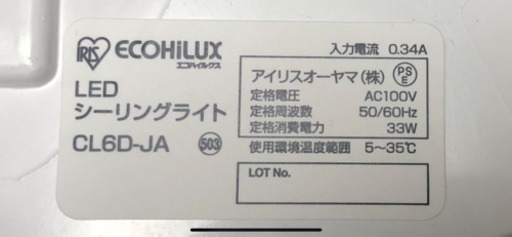 IRIS ECOHiLUX
エコハイルクス
入力電流 0.34A
LED
シーリングライト
CL6D-JA 503
アイリスオーヤマ(株) PSE
定格電圧 AC100V
定格周波数 50/60Hz
定格消費電力 33W
使用環境温度範囲 5～35℃
LOT No.